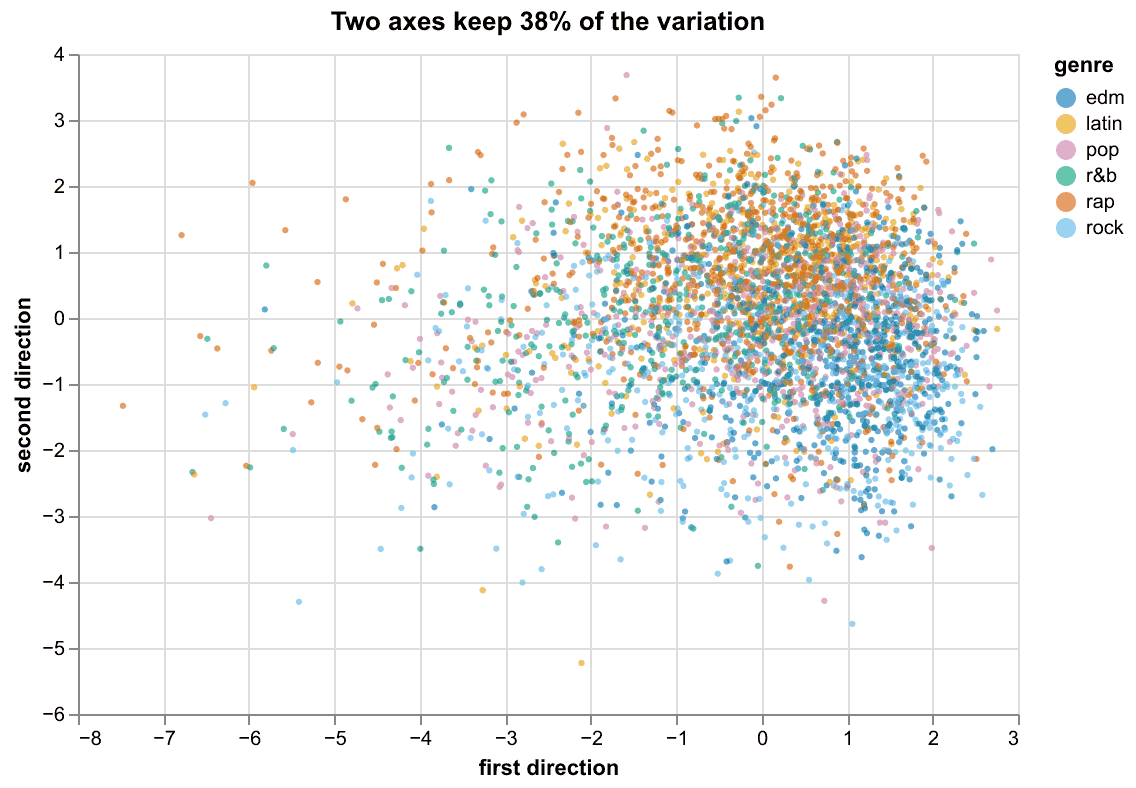 Two axes keep 38% of the variation
genre
edm
latin
pop
r&b
rap
rock
second direction
4
3
2
1
0
−1
−2
−3
−4
−5
−6
−8 −7 −6 −5 −4 −3 −2 −1 0 1 2 3
first direction